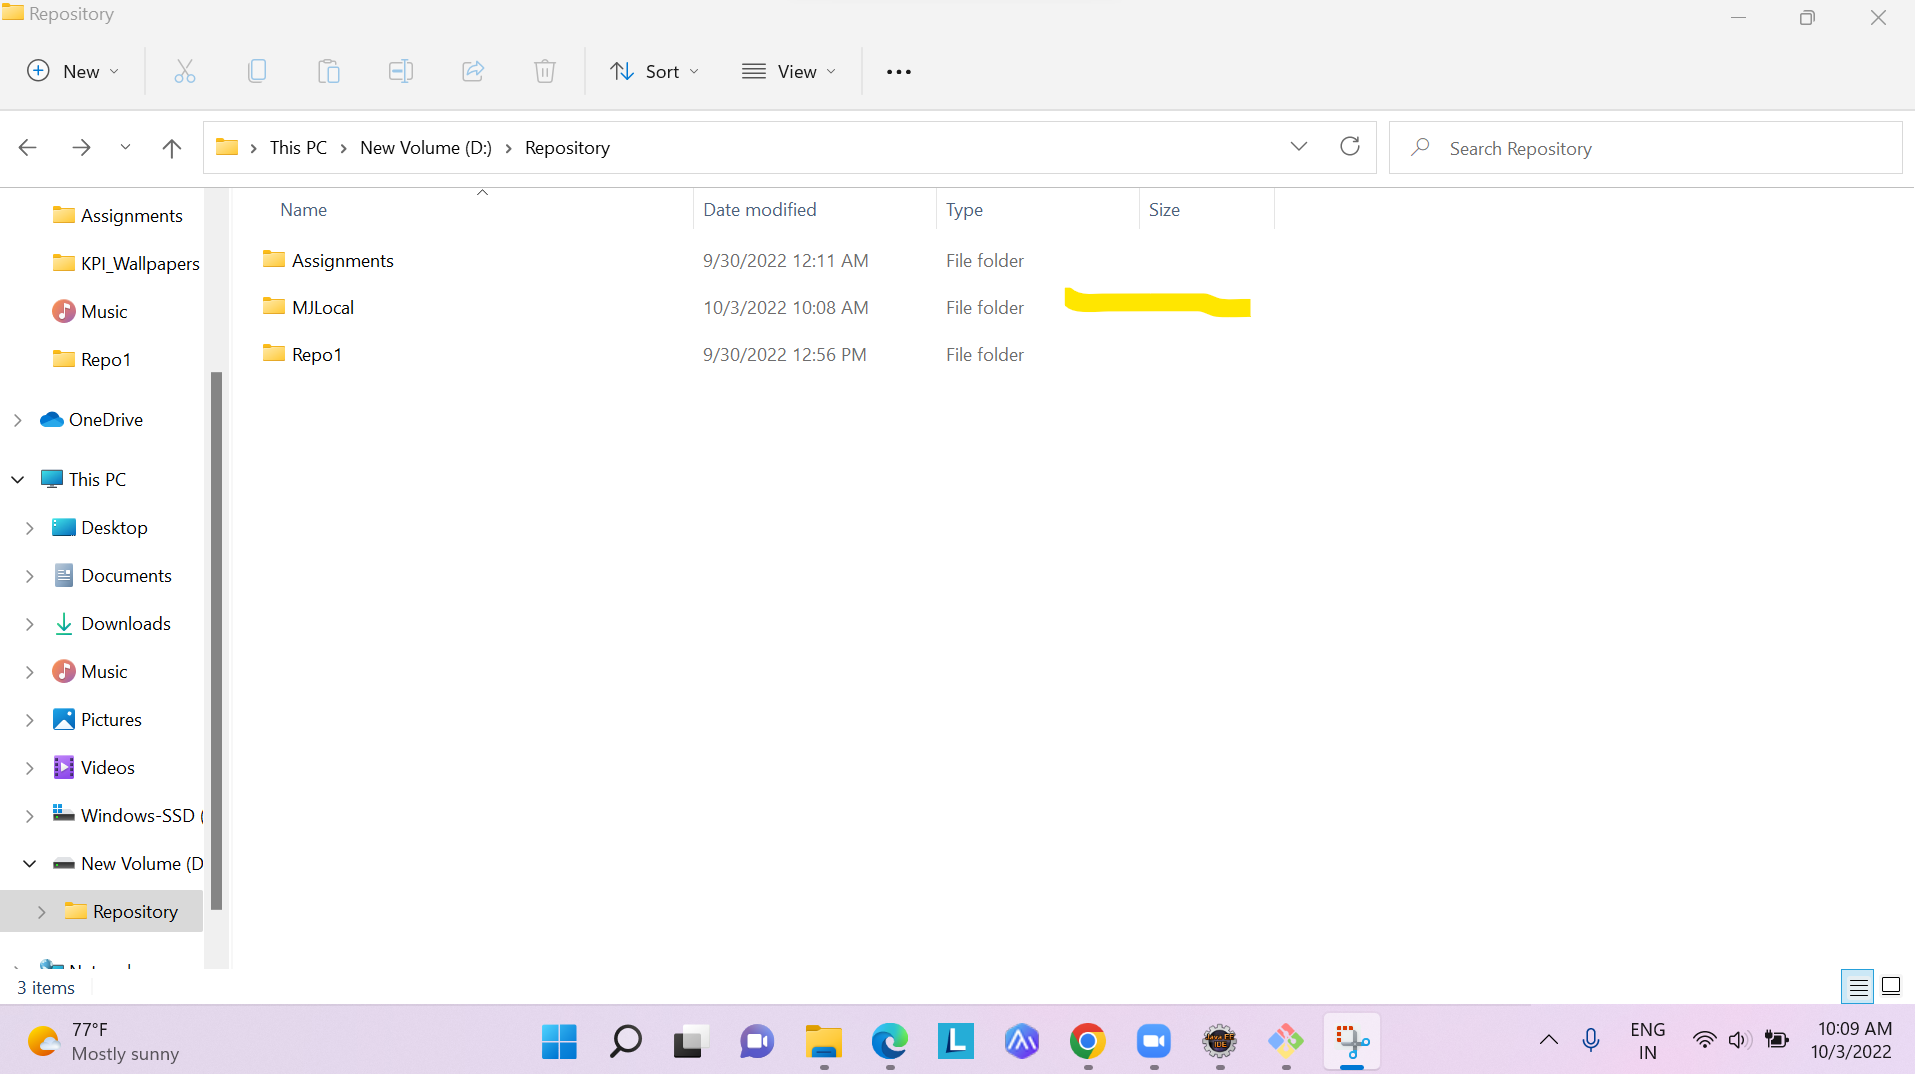 Repository
New
Sort
View
This PC
New Volume (D:)
Repository
Search Repository
Name
Date modified
Type
Size
Assignments
KPI_Wallpapers
Music
Repo1
OneDrive
This PC
Desktop
Documents
Downloads
Music
Pictures
Videos
Windows-SSD (
New Volume (D
Repository
Assignments 9/30/2022 12:11 AM File folder
MJLocal 10/3/2022 10:08 AM File folder
Repo1 9/30/2022 12:56 PM File folder
3 items
77°F
Mostly sunny
L
Java EE
IDE
ENG
IN
10:09 AM
10/3/2022